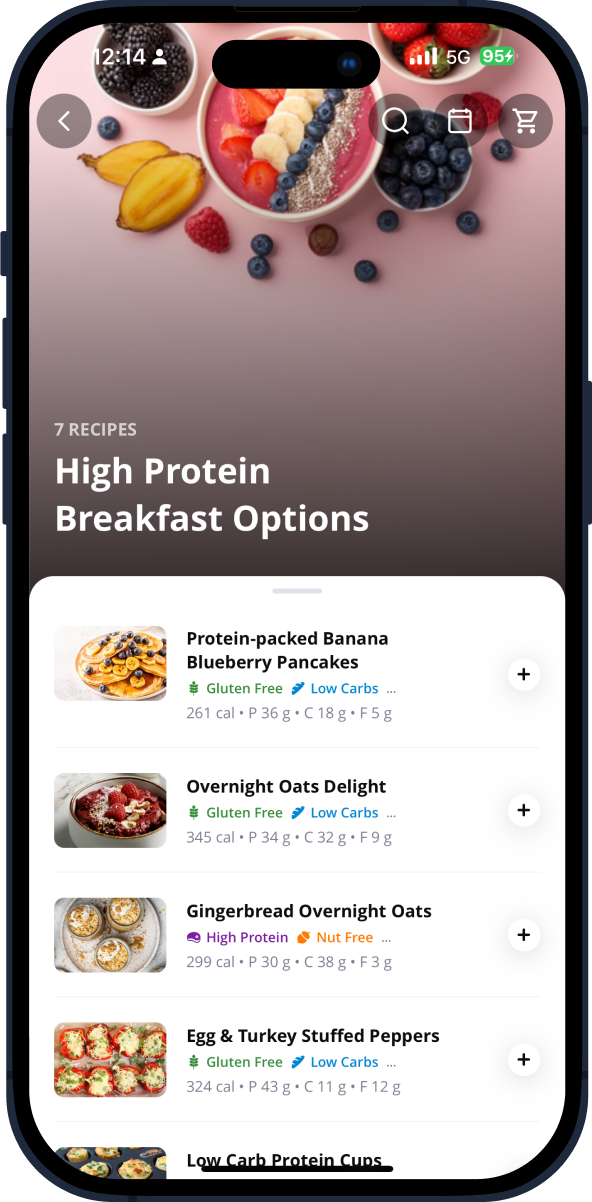 12:14
5G
95
7 RECIPES
High Protein
Breakfast Options
Protein-packed Banana
Blueberry Pancakes
Gluten Free Low Carbs ...
261 cal • P 36 g • C 18 g • F 5 g
Overnight Oats Delight
Gluten Free Low Carbs ...
345 cal • P 34 g • C 32 g • F 9 g
Gingerbread Overnight Oats
High Protein Nut Free ...
299 cal • P 30 g • C 38 g • F 3 g
Egg & Turkey Stuffed Peppers
Gluten Free Low Carbs ...
324 cal • P 43 g • C 11 g • F 12 g
Low Carb Protein Cups